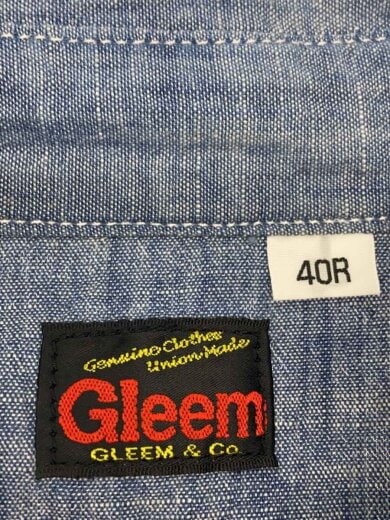 40R
Genuine Clothes
Union Made
Gleem
GLEEM & Co.